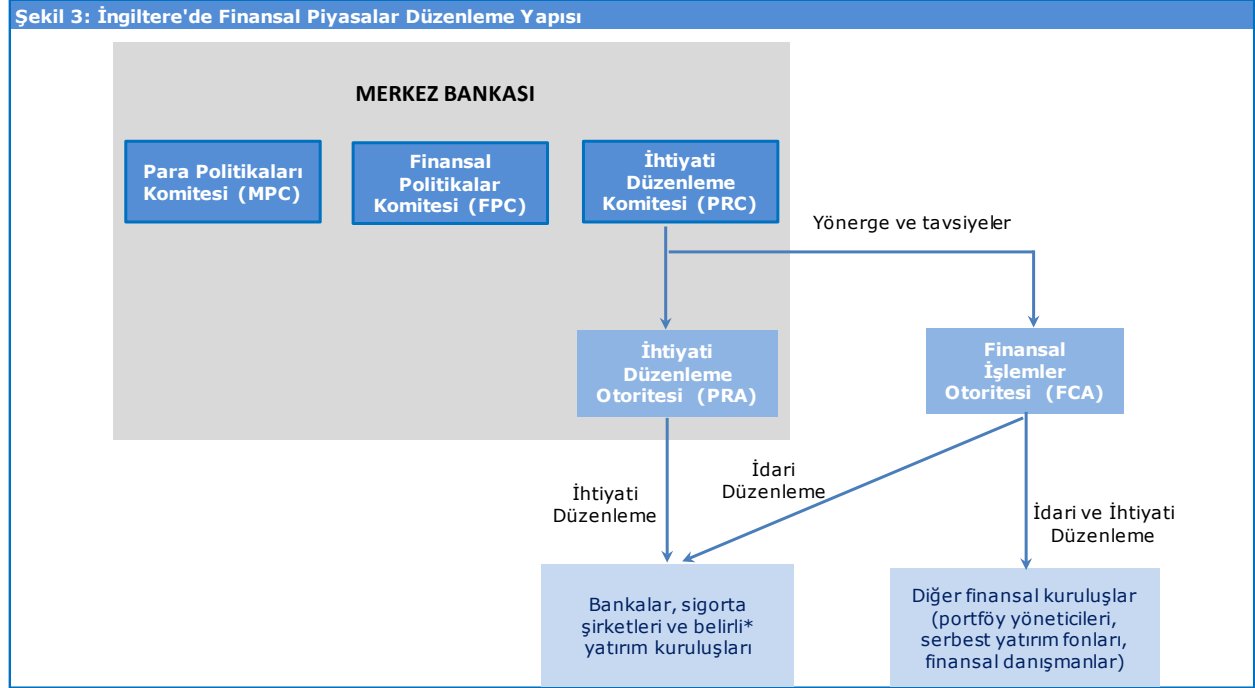 Şekil 3: İngiltere'de Finansal Piyasalar Düzenleme Yapısı
MERKEZ BANKASI
Para Politikaları
Komitesi (MPC)
Finansal
Politikalar
Komitesi (FPC)
İhtiyati
Düzenleme
Komitesi (PRC)
Yönerge ve tavsiyeler
İhtiyati
Düzenleme
Otoritesi (PRA)
Finansal
İşlemler
Otoritesi (FCA)
İhtiyati
Düzenleme
İdari
Düzenleme
İdari ve İhtiyati
Düzenleme
Bankalar, sigorta
şirketleri ve belirli*
yatırım kuruluşları
Diğer finansal kuruluşlar
(portföy yöneticileri,
serbest yatırım fonları,
finansal danışmanlar)